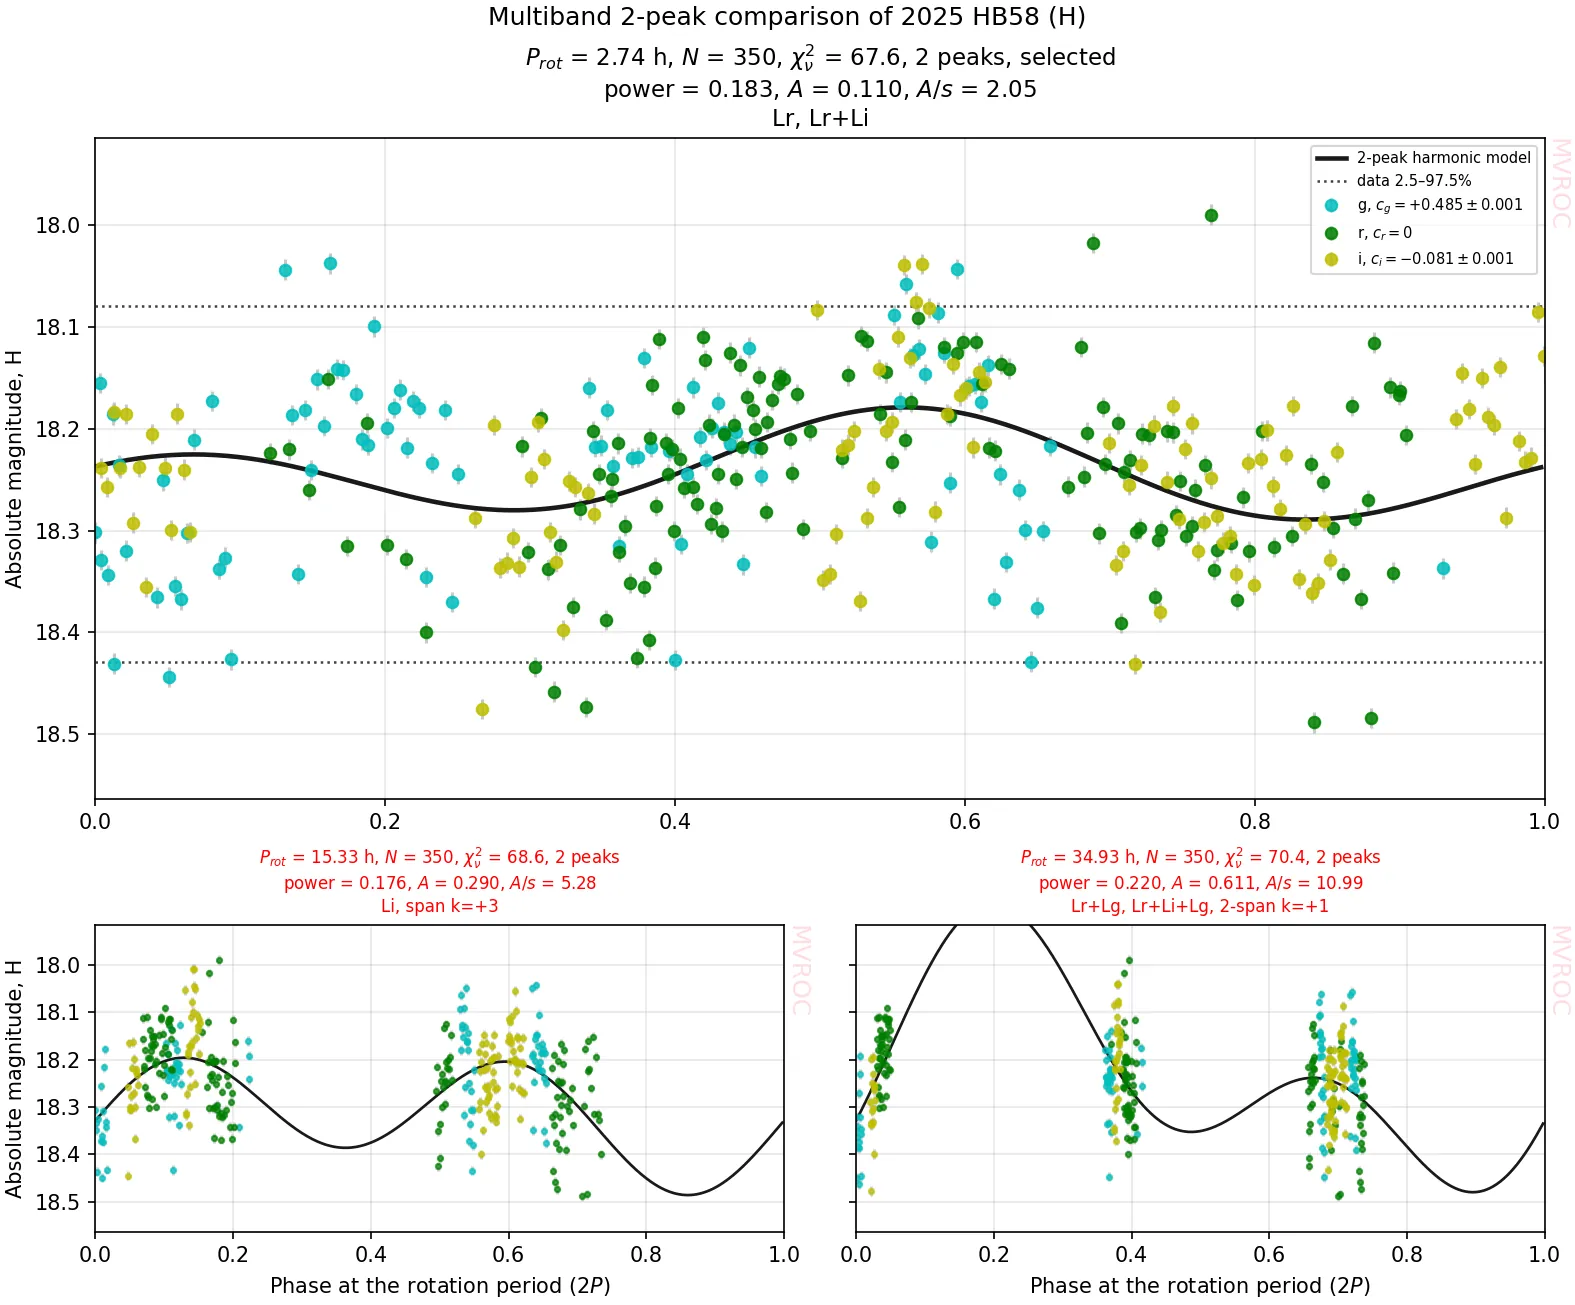 Multiband 2-peak comparison of 2025 HB58 (H)
P_rot = 2.74 h, N = 350, χ²_ν = 67.6, 2 peaks, selected
power = 0.183, A = 0.110, A/s = 2.05
Lr, Lr+Li
2-peak harmonic model
data 2.5–97.5%
g, c_g = +0.485 ± 0.001
r, c_r = 0
i, c_i = −0.081 ± 0.001
MVROC
Absolute magnitude, H
18.0
18.1
18.2
18.3
18.4
18.5
0.0 0.2 0.4 0.6 0.8 1.0
P_rot = 15.33 h, N = 350, χ²_ν = 68.6, 2 peaks
power = 0.176, A = 0.290, A/s = 5.28
Li, span k=+3
MVROC
Absolute magnitude, H
18.0
18.1
18.2
18.3
18.4
18.5
0.0 0.2 0.4 0.6 0.8 1.0
Phase at the rotation period (2P)
P_rot = 34.93 h, N = 350, χ²_ν = 70.4, 2 peaks
power = 0.220, A = 0.611, A/s = 10.99
Lr+Lg, Lr+Li+Lg, 2-span k=+1
MVROC
0.0 0.2 0.4 0.6 0.8 1.0
Phase at the rotation period (2P)